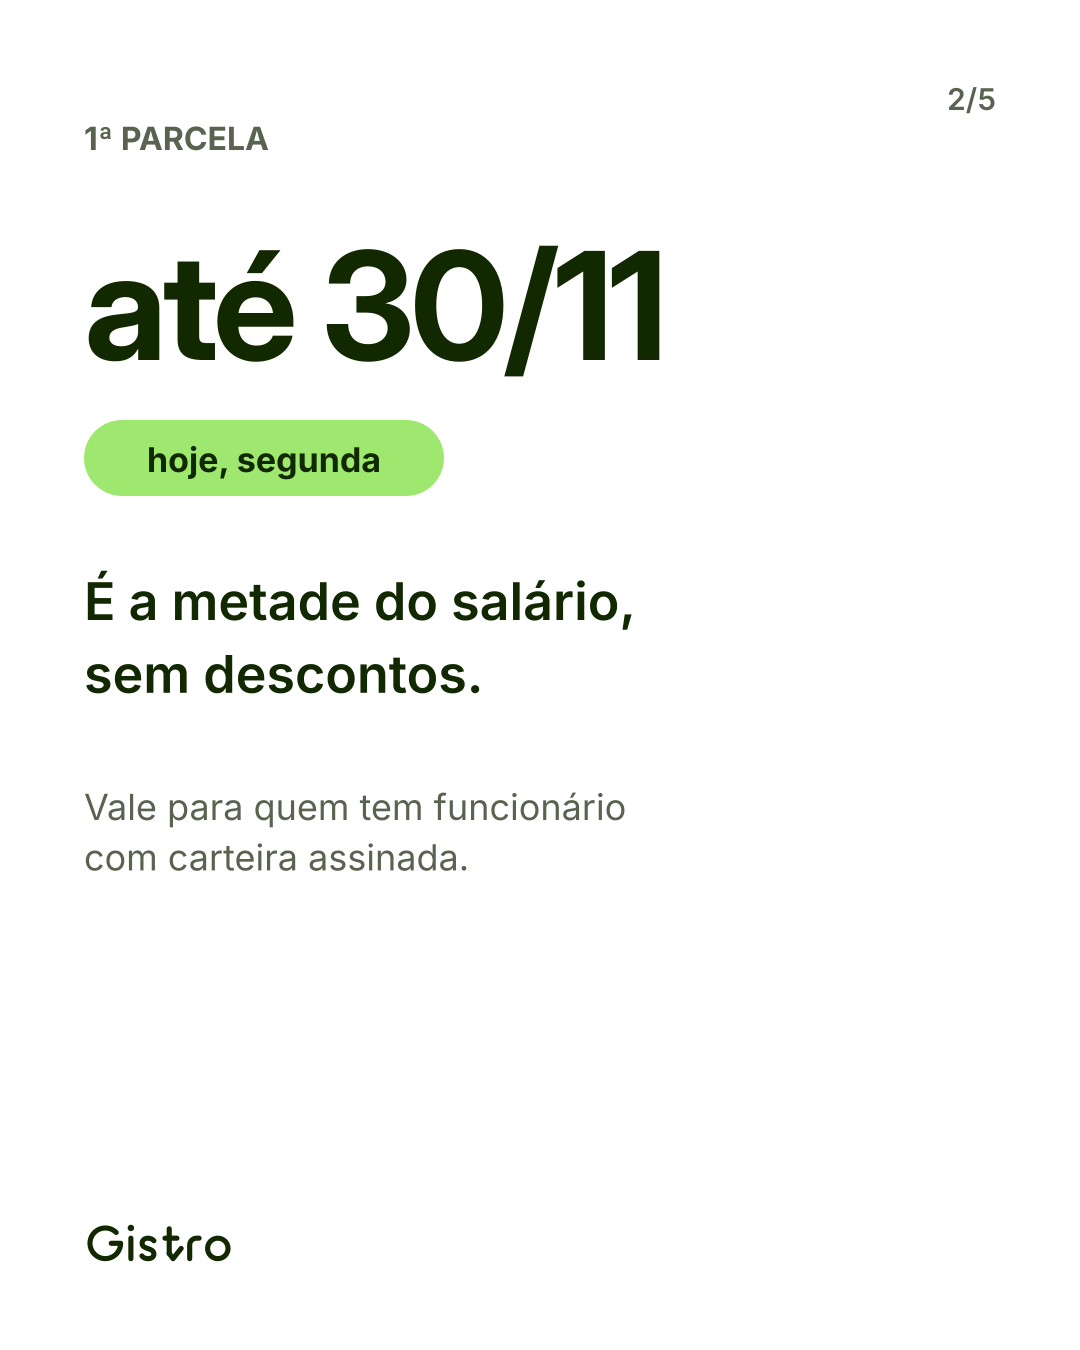 2/5
1ª PARCELA
até 30/11
hoje, segunda
É a metade do salário,
sem descontos.
Vale para quem tem funcionário
com carteira assinada.
Gistro